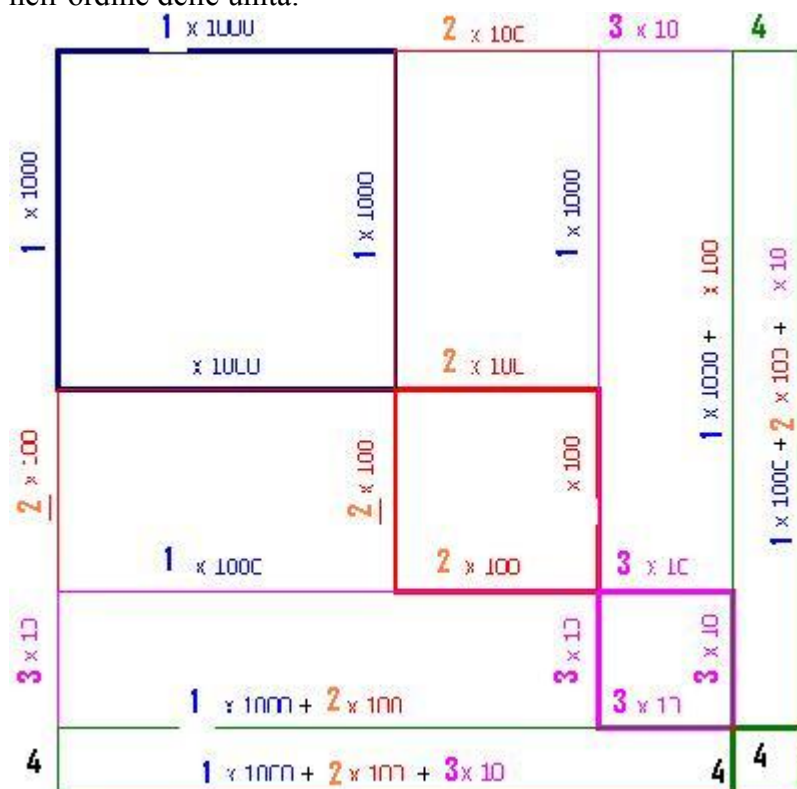 nell'ordine delle unità.
1 x 1000 2 x 100 3 x 10 4
1 x 1000
1 x 1000
1 x 1000
1 x 1000 + x 100
1 x 1000 + 2 x 100 + x 10
x 1000 2 x 100
2 x 100
2 x 100
x 100
1 x 1000 2 x 100 3 x 10
3 x 10
3 x 10
3 x 10
1 x 1000 + 2 x 100 3 x 10
4 1 x 1000 + 2 x 100 + 3 x 10 4 4